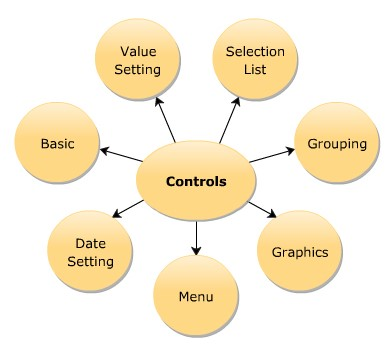 Value
Setting
Selection
List
Basic
Grouping
Controls
Date
Setting
Graphics
Menu